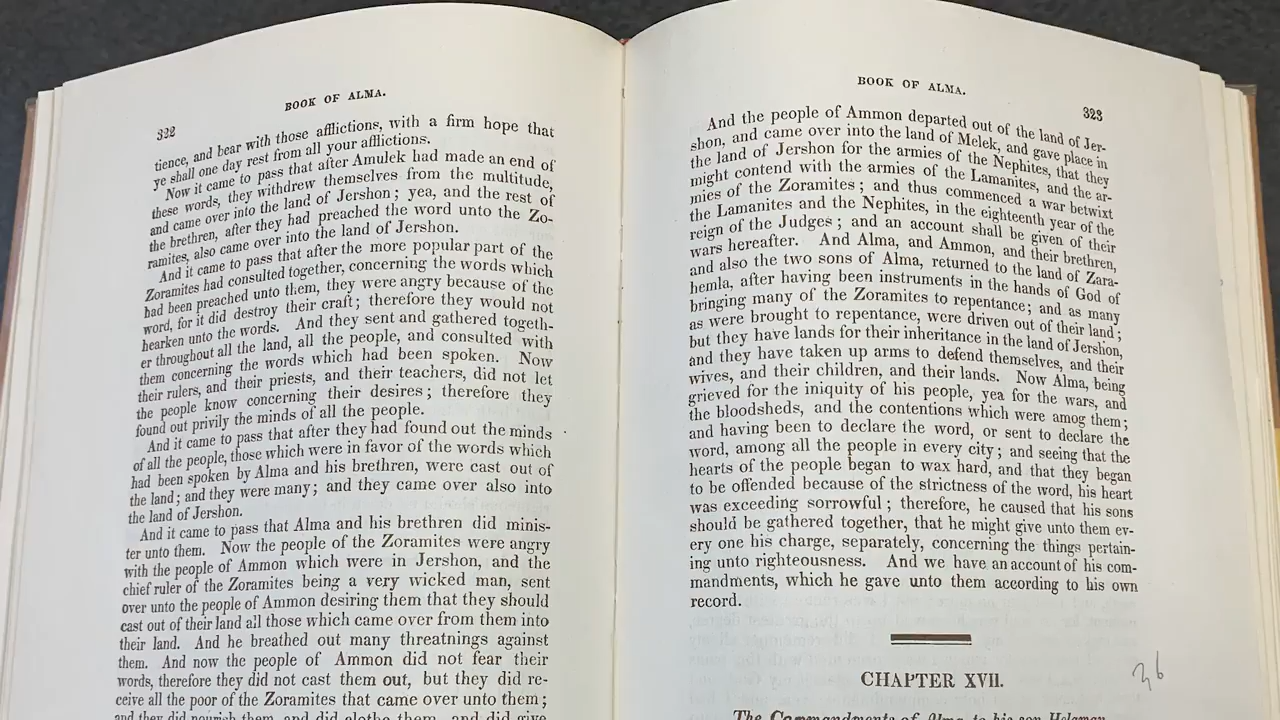 BOOK OF ALMA.
322
tience, and bear with those afflictions, with a firm hope that
ye shall one day rest from all your afflictions.
Now it came to pass that after Amulek had made an end of
these words, they withdrew themselves from the multitude,
and came over into the land of Jershon; yea, and the rest of
the brethren, after they had preached the word unto the Zo-
ramites, also came over into the land of Jershon.
And it came to pass that after the more popular part of the
Zoramites had consulted together, concerning the words which
had been preached unto them, they were angry because of the
word, for it did destroy their craft; therefore they would not
hearken unto the words. And they sent and gathered togeth-
er throughout all the land, all the people, and consulted with
them concerning the words which had been spoken. Now
their rulers, and their priests, and their teachers, did not let
the people know concerning their desires; therefore they
found out privily the minds of all the people.
And it came to pass that after they had found out the minds
of all the people, those which were in favor of the words which
had been spoken by Alma and his brethren, were cast out of
the land; and they were many; and they came over also into
the land of Jershon.
And it came to pass that Alma and his brethren did minis-
ter unto them. Now the people of the Zoramites were angry
with the people of Ammon which were in Jershon, and the
chief ruler of the Zoramites being a very wicked man, sent
over unto the people of Ammon desiring them that they should
cast out of their land all those which came over from them into
their land. And he breathed out many threatnings against
them. And now the people of Ammon did not fear their
words, therefore they did not cast them out, but they did re-
ceive all the poor of the Zoramites that came over unto them;
and they did nourish them, and did clothe them, and did give
BOOK OF ALMA.
323
And the people of Ammon departed out of the land of Jer-
shon, and came over into the land of Melek, and gave place in
the land of Jershon for the armies of the Nephites, that they
might contend with the armies of the Lamanites, and the ar-
mies of the Zoramites; and thus commenced a war betwixt
the Lamanites and the Nephites, in the eighteenth year of the
reign of the Judges; and an account shall be given of their
wars hereafter. And Alma, and Ammon, and their brethren,
and also the two sons of Alma, returned to the land of Zara-
hemla, after having been instruments in the hands of God of
bringing many of the Zoramites to repentance; and as many
as were brought to repentance, were driven out of their land;
but they have lands for their inheritance in the land of Jershon,
and they have taken up arms to defend themselves, and their
wives, and their children, and their lands. Now Alma, being
grieved for the iniquity of his people, yea for the wars, and
the bloodsheds, and the contentions which were amog them;
and having been to declare the word, or sent to declare the
word, among all the people in every city; and seeing that the
hearts of the people began to wax hard, and that they began
to be offended because of the strictness of the word, his heart
was exceeding sorrowful; therefore, he caused that his sons
should be gathered together, that he might give unto them ev-
ery one his charge, separately, concerning the things pertain-
ing unto righteousness. And we have an account of his com-
mandments, which he gave unto them according to his own
record.
36
CHAPTER XVII.
The Commandments of Alma to his son Helaman